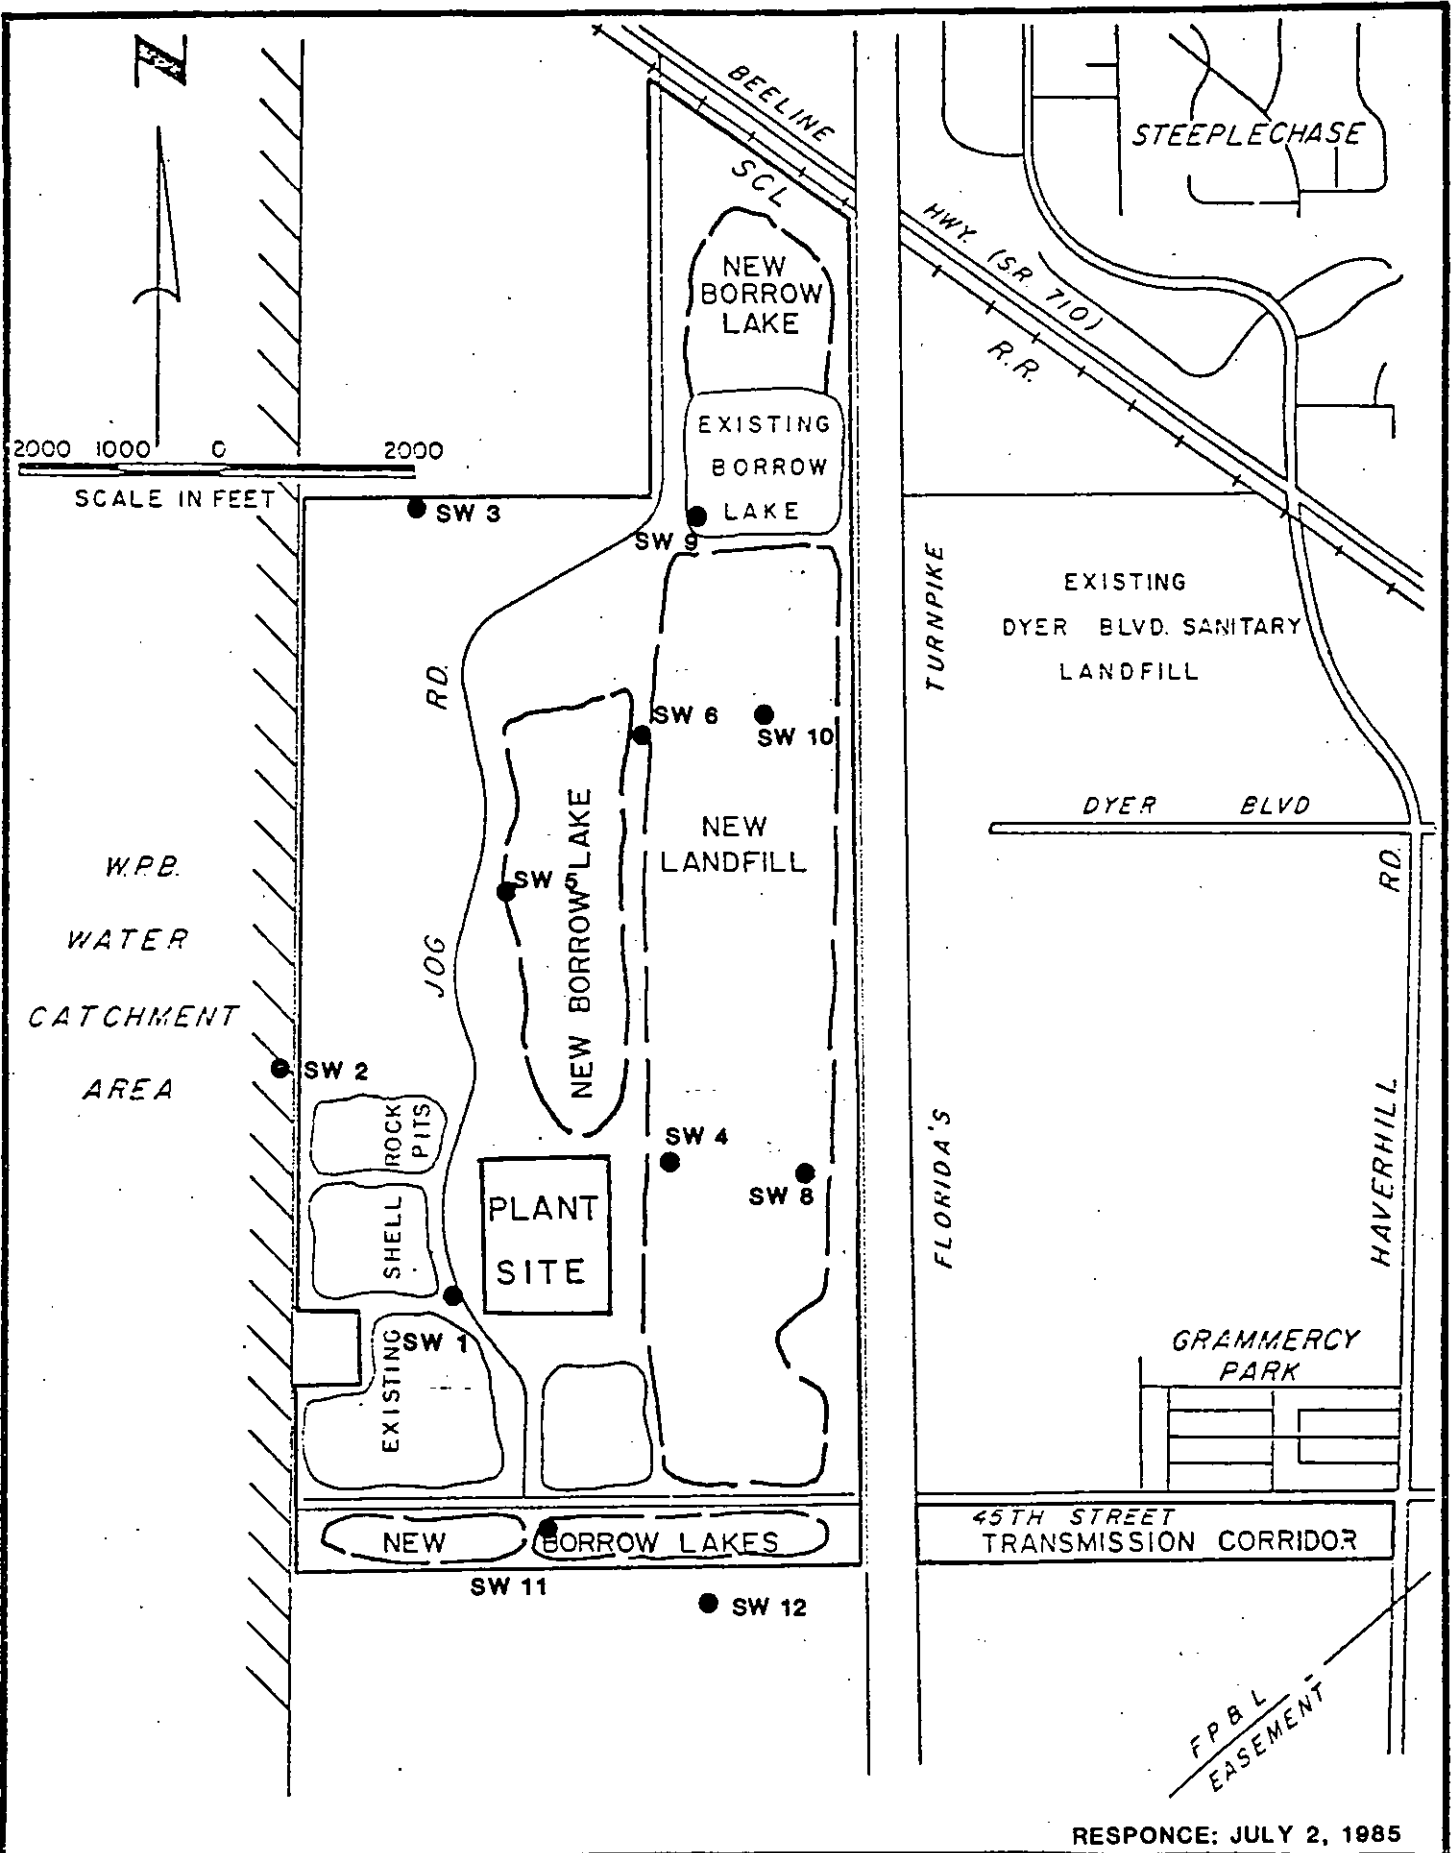 N
BEELINE
SCL
HWY. (S.R. 710)
R.R.
STEEPLECHASE
NEW
BORROW
LAKE
EXISTING
BORROW
LAKE
2000 1000 0 2000
SCALE IN FEET
SW 3
SW 9
TURNPIKE
EXISTING
DYER BLVD. SANITARY
LANDFILL
RD.
SW 6
SW 10
DYER BLVD
NEW
LANDFILL
NEW BORROW LAKE
SW 5
RD.
W.P.B.
WATER
CATCHMENT
AREA
JOG
SW 2
ROCK
PITS
SW 4
SW 8
PLANT
SITE
SHELL
FLORIDA'S
HAVERHILL
SW 1
EXISTING
GRAMMERCY
PARK
45TH STREET
TRANSMISSION CORRIDOR
NEW BORROW LAKES
SW 11
SW 12
FP & L
EASEMENT
RESPONCE: JULY 2, 1985